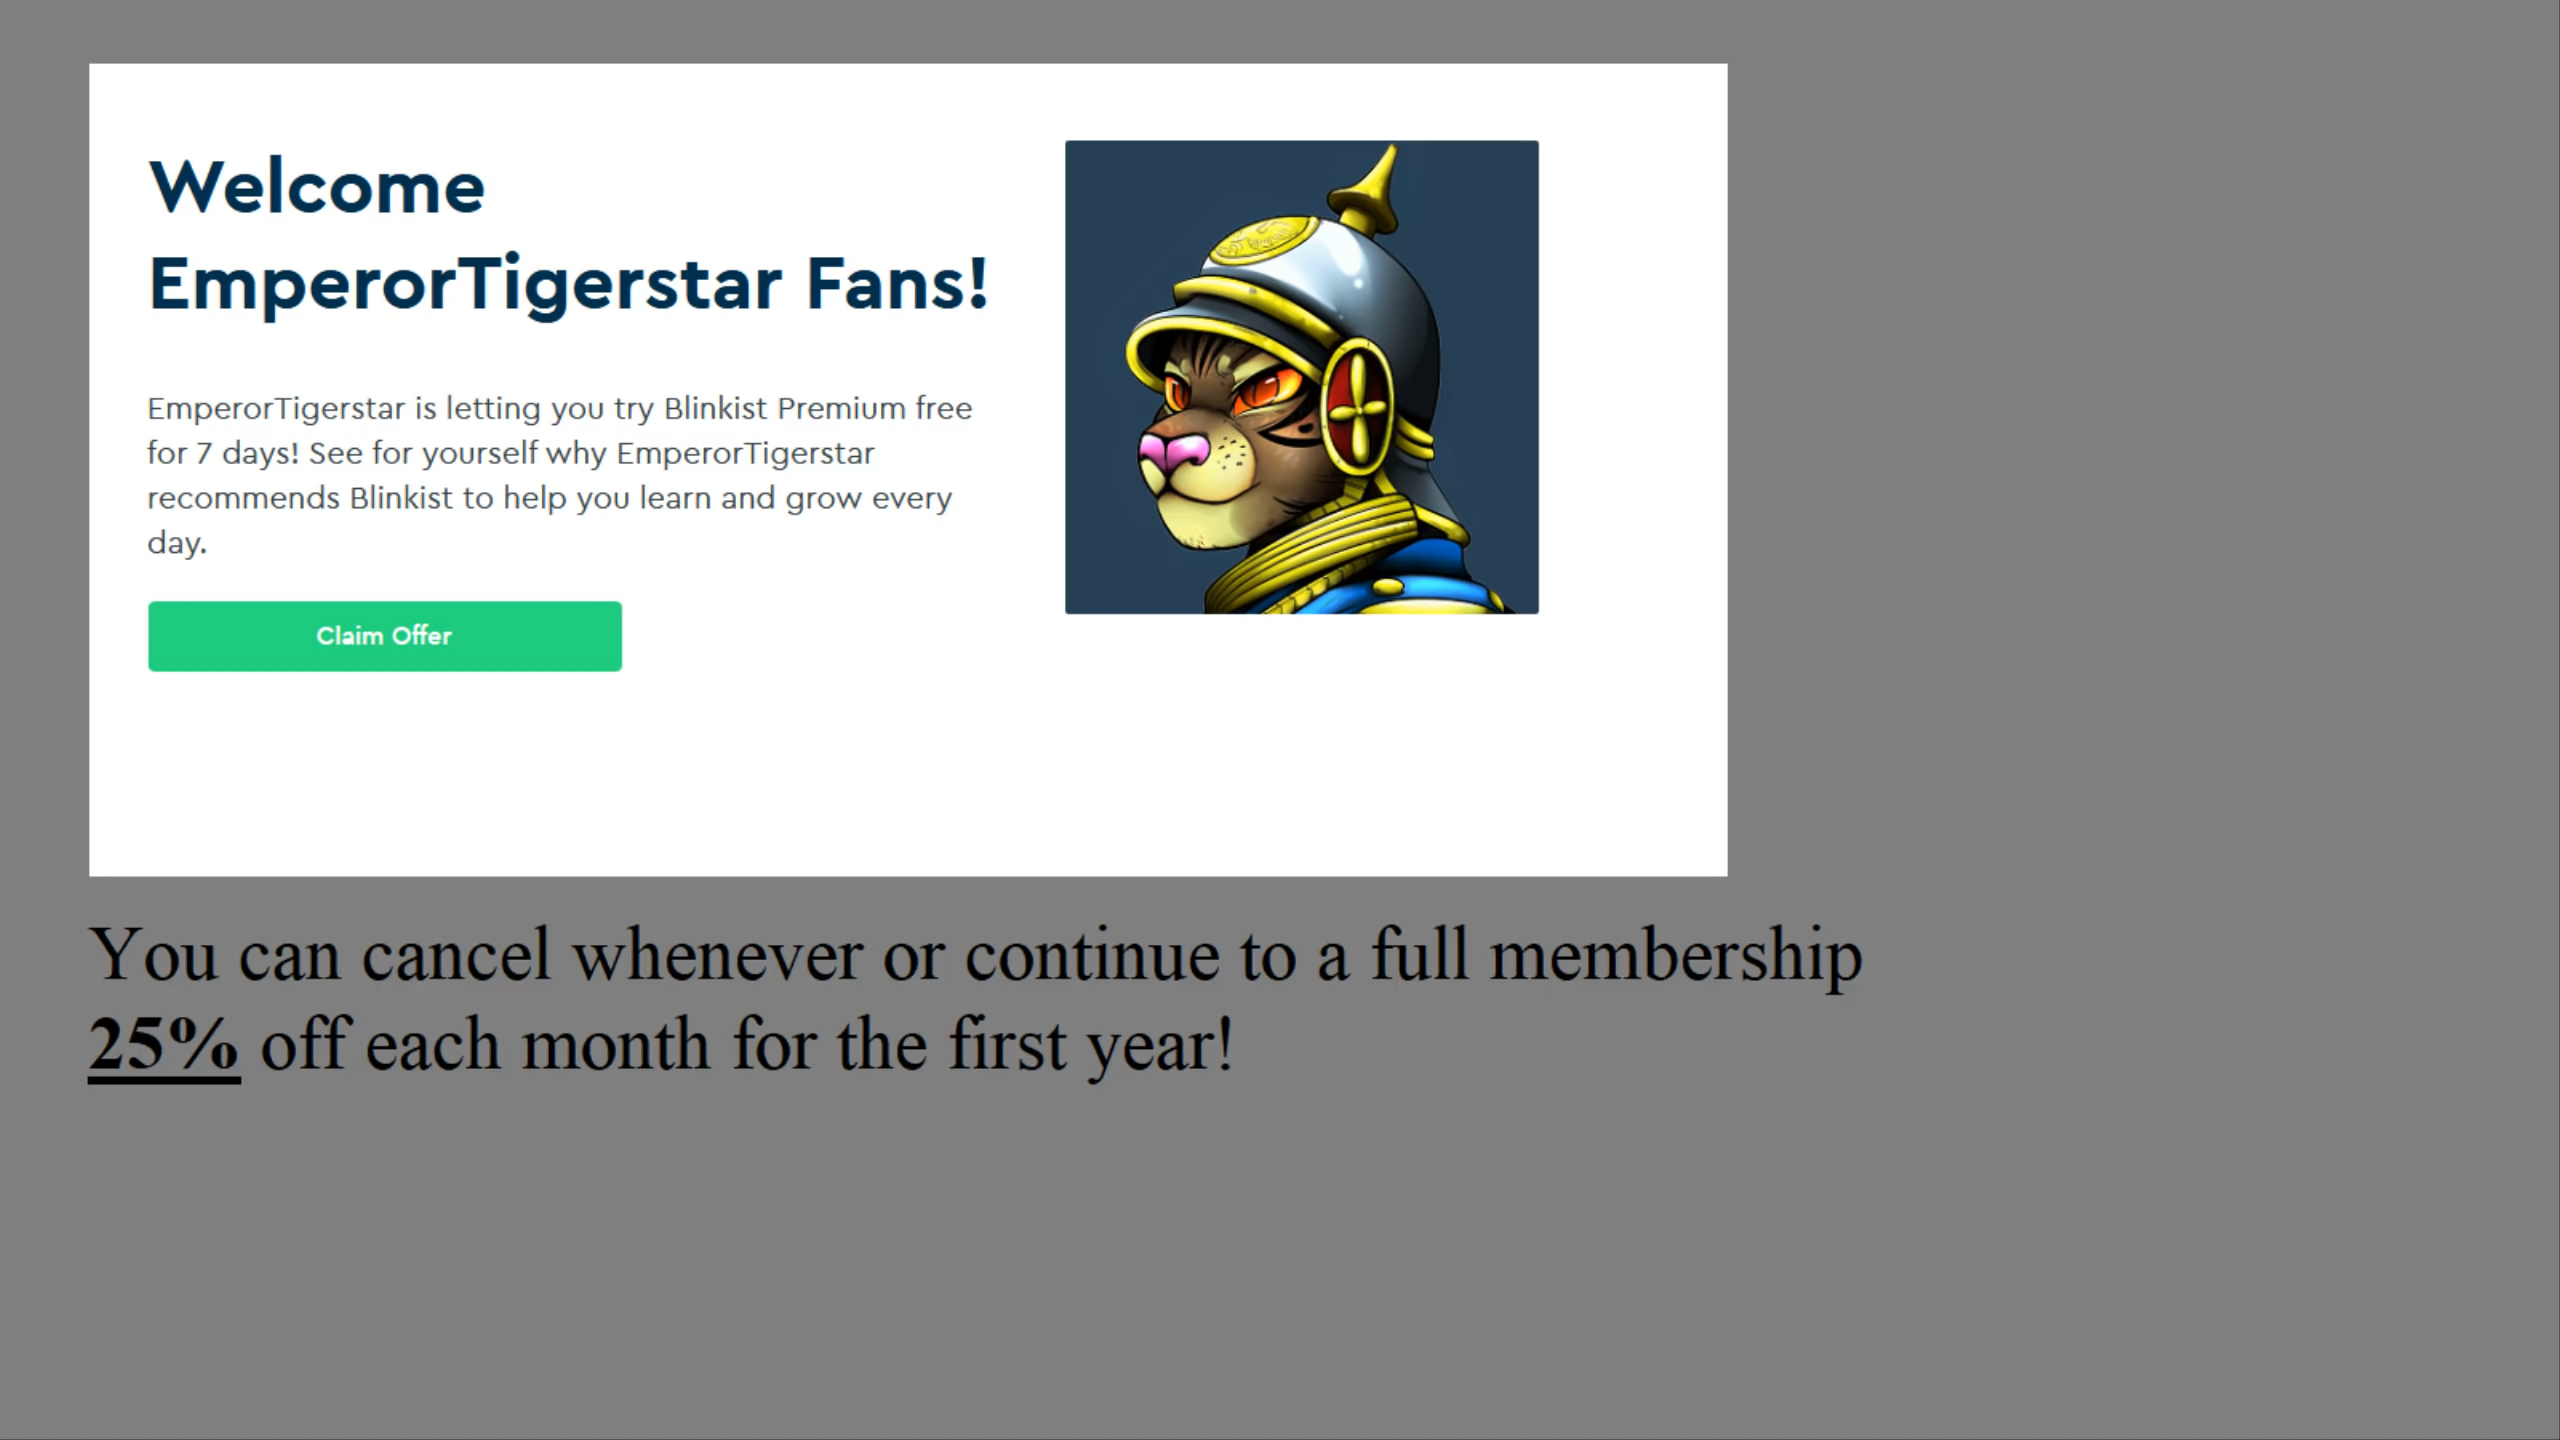 Welcome
EmperorTigerstar Fans!
EmperorTigerstar is letting you try Blinkist Premium free
for 7 days! See for yourself why EmperorTigerstar
recommends Blinkist to help you learn and grow every
day.
Claim Offer
You can cancel whenever or continue to a full membership
25% off each month for the first year!